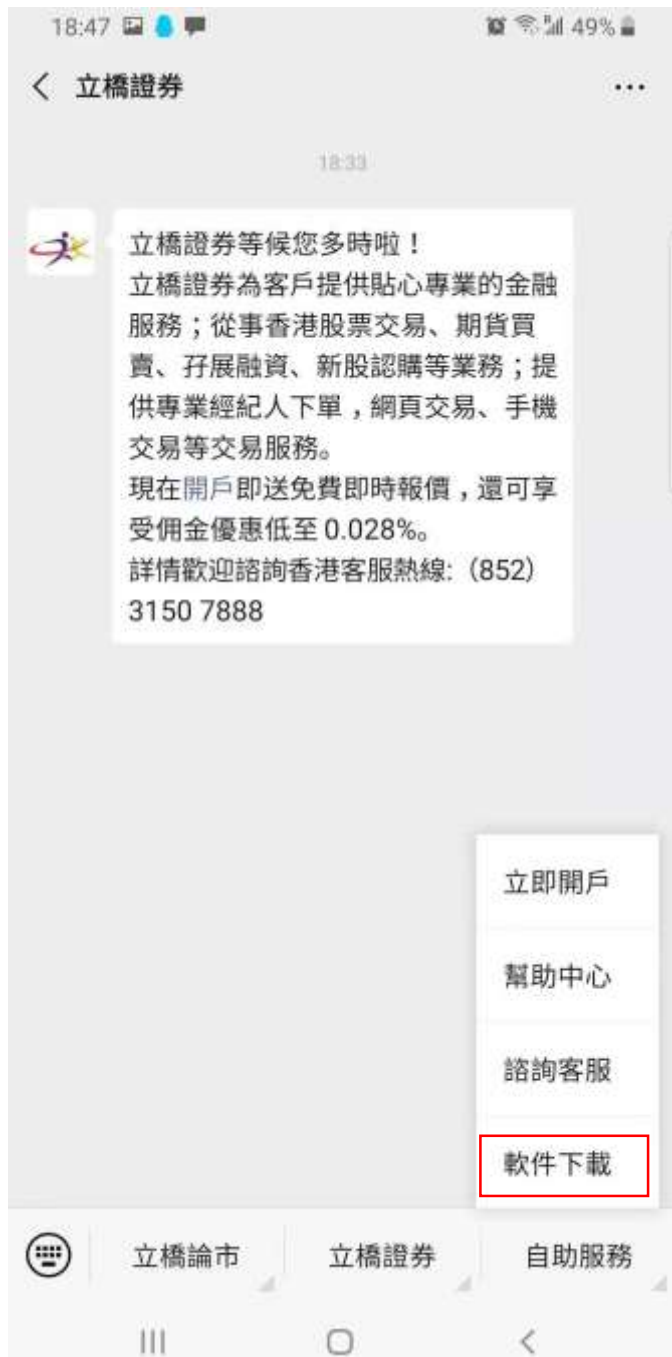 18:47
49%
立橋證券
18:33
立橋證券等候您多時啦！
立橋證券為客戶提供貼心專業的金融
服務；從事香港股票交易、期貨買
賣、孖展融資、新股認購等業務；提
供專業經紀人下單，網頁交易、手機
交易等交易服務。
現在開戶即送免費即時報價，還可享
受佣金優惠低至 0.028%。
詳情歡迎諮詢香港客服熱線:（852）
3150 7888
立即開戶
幫助中心
諮詢客服
軟件下載
立橋論市
立橋證券
自助服務